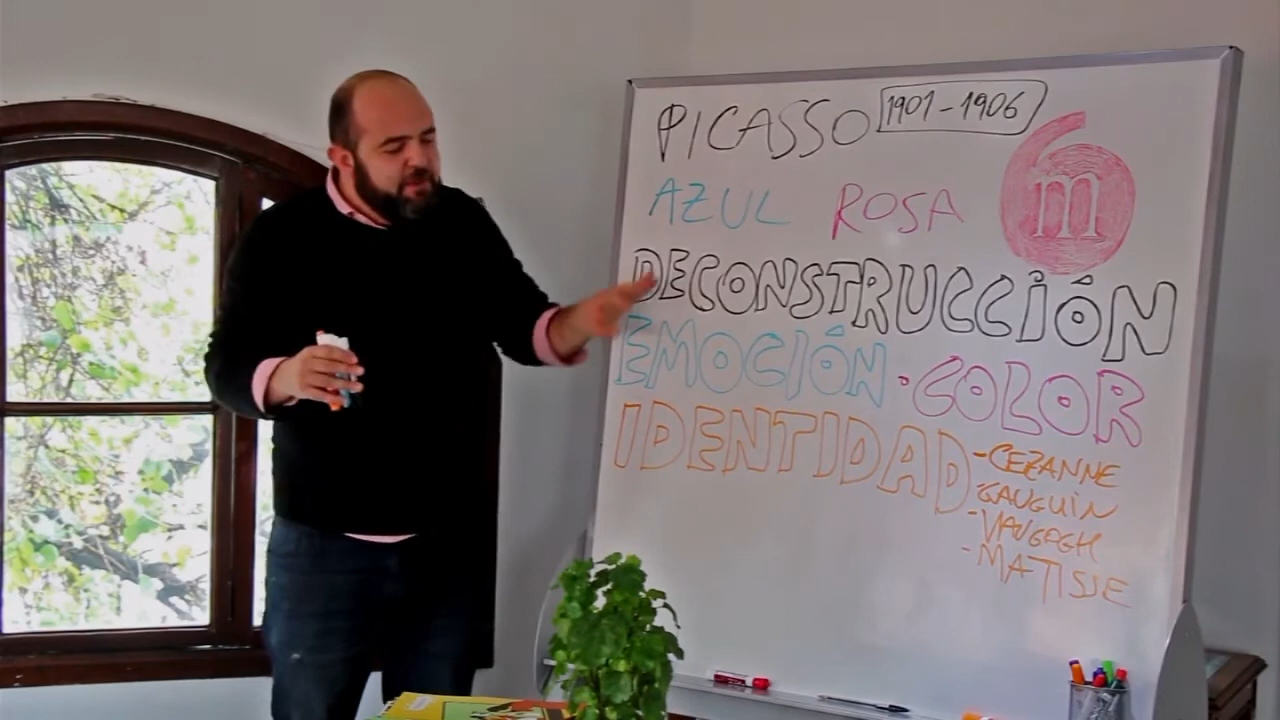 PICASSO 1901-1906
AZUL ROSA
m
DECONSTRUCCIÓN
EMOCIÓN · COLOR
IDENTIDAD
-CEZANNE
-GAUGUIN
-VANGOGH
-MATISSE